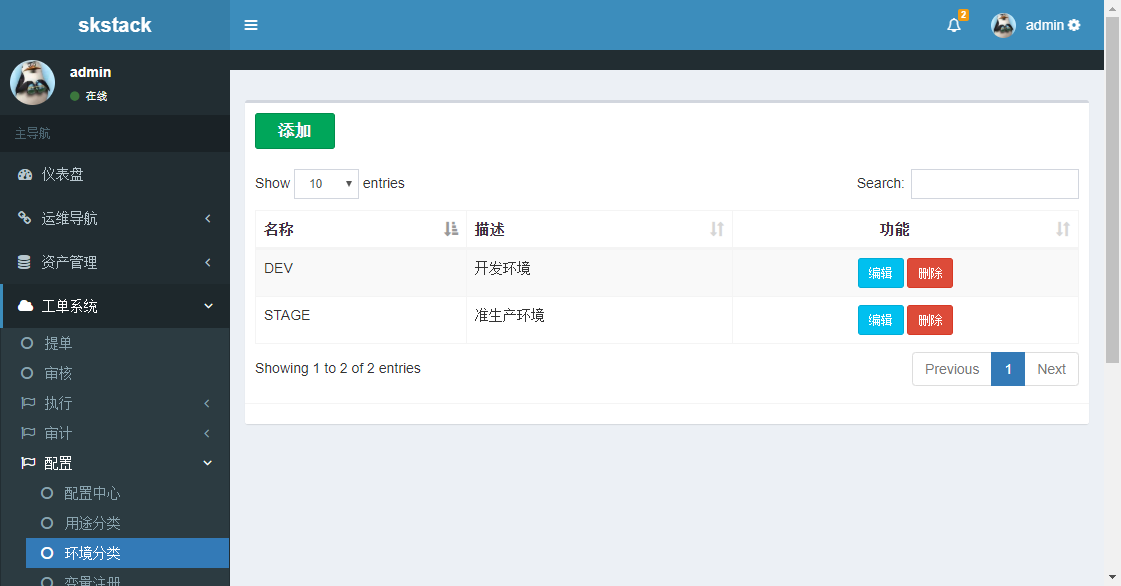 skstack
2
admin
admin
在线
主导航
仪表盘
运维导航
资产管理
工单系统
提单
审核
执行
审计
配置
配置中心
用途分类
环境分类
变量注册
添加
Show 10 entries
Search:
名称 描述 功能
DEV 开发环境 编辑 删除
STAGE 准生产环境 编辑 删除
Showing 1 to 2 of 2 entries
Previous 1 Next